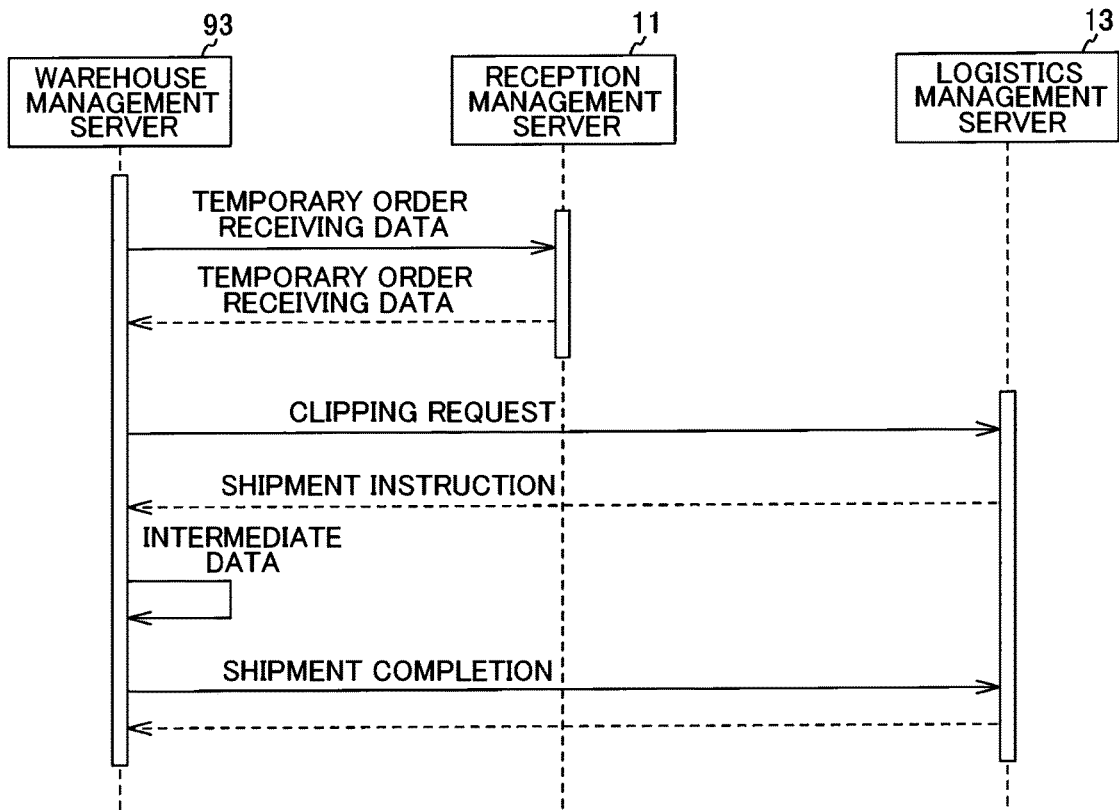 93
11
13
WAREHOUSE
MANAGEMENT
SERVER
RECEPTION
MANAGEMENT
SERVER
LOGISTICS
MANAGEMENT
SERVER
TEMPORARY ORDER
RECEIVING DATA
TEMPORARY ORDER
RECEIVING DATA
CLIPPING REQUEST
SHIPMENT INSTRUCTION
INTERMEDIATE
DATA
SHIPMENT COMPLETION